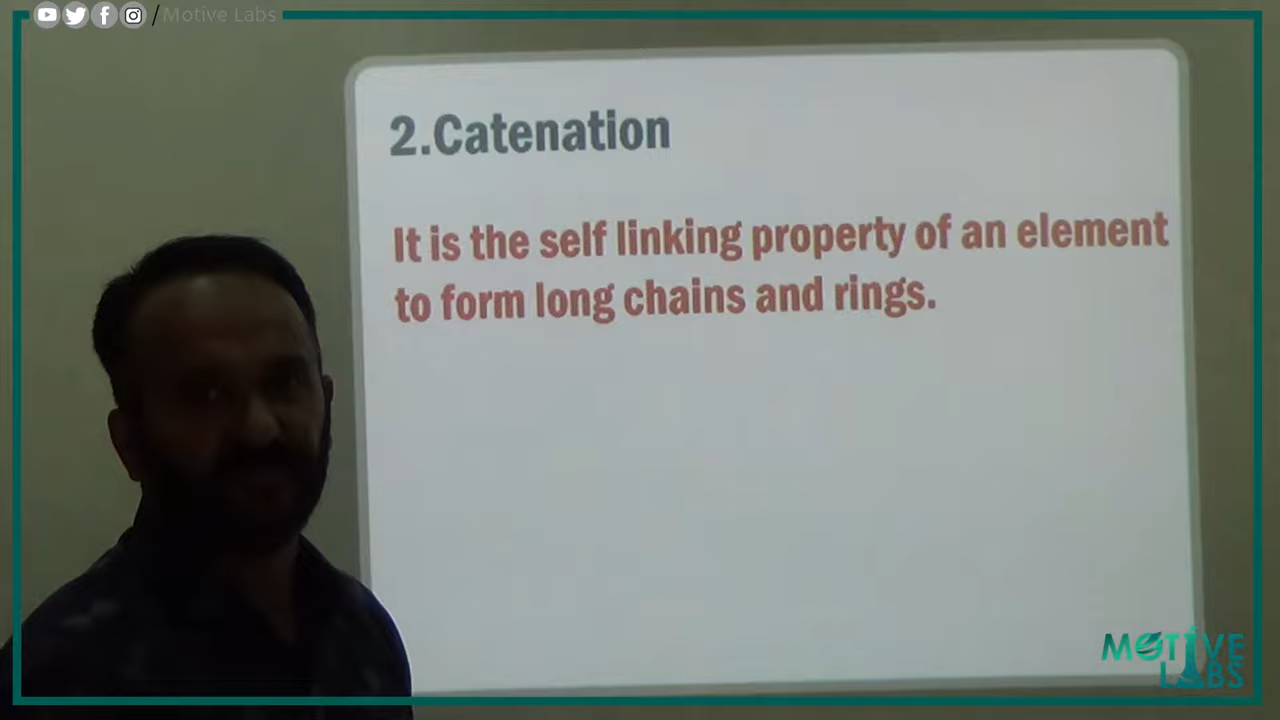 /Motive Labs
2.Catenation
It is the self linking property of an element
to form long chains and rings.
MOTIVE
LABS